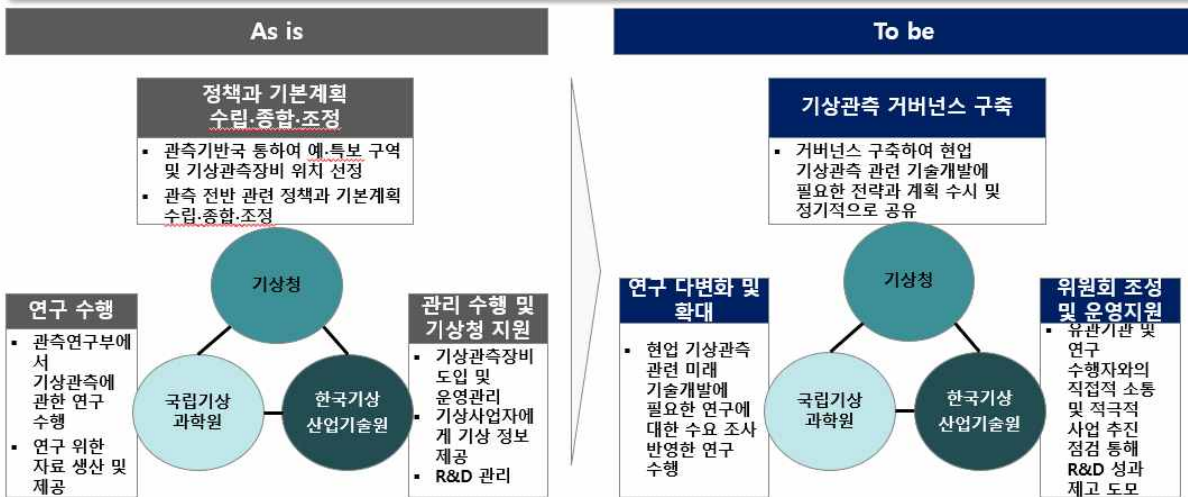 As is
정책과 기본계획
수립·종합·조정
▪ 관측기반국 통하여 예·특보 구역
및 기상관측장비 위치 선정
▪ 관측 전반 관련 정책과 기본계획
수립·종합·조정
기상청
연구 수행
▪ 관측연구부에
서
기상관측에
관한 연구
수행
▪ 연구 위한
자료 생산 및
제공
국립기상
과학원
한국기상
산업기술원
관리 수행 및
기상청 지원
▪ 기상관측장비
도입 및
운영관리
▪ 기상사업자에
게 기상 정보
제공
▪ R&D 관리
To be
기상관측 거버넌스 구축
▪ 거버넌스 구축하여 현업
기상관측 관련 기술개발에
필요한 전략과 계획 수시 및
정기적으로 공유
기상청
연구 다변화 및
확대
▪ 현업 기상관측
관련 미래
기술개발에
필요한 연구에
대한 수요 조사
반영한 연구
수행
국립기상
과학원
한국기상
산업기술원
위원회 조성
및 운영지원
▪ 유관기관 및
연구
수행자와의
직접적 소통
및 적극적
사업 추진
점검 통해
R&D 성과
제고 도모